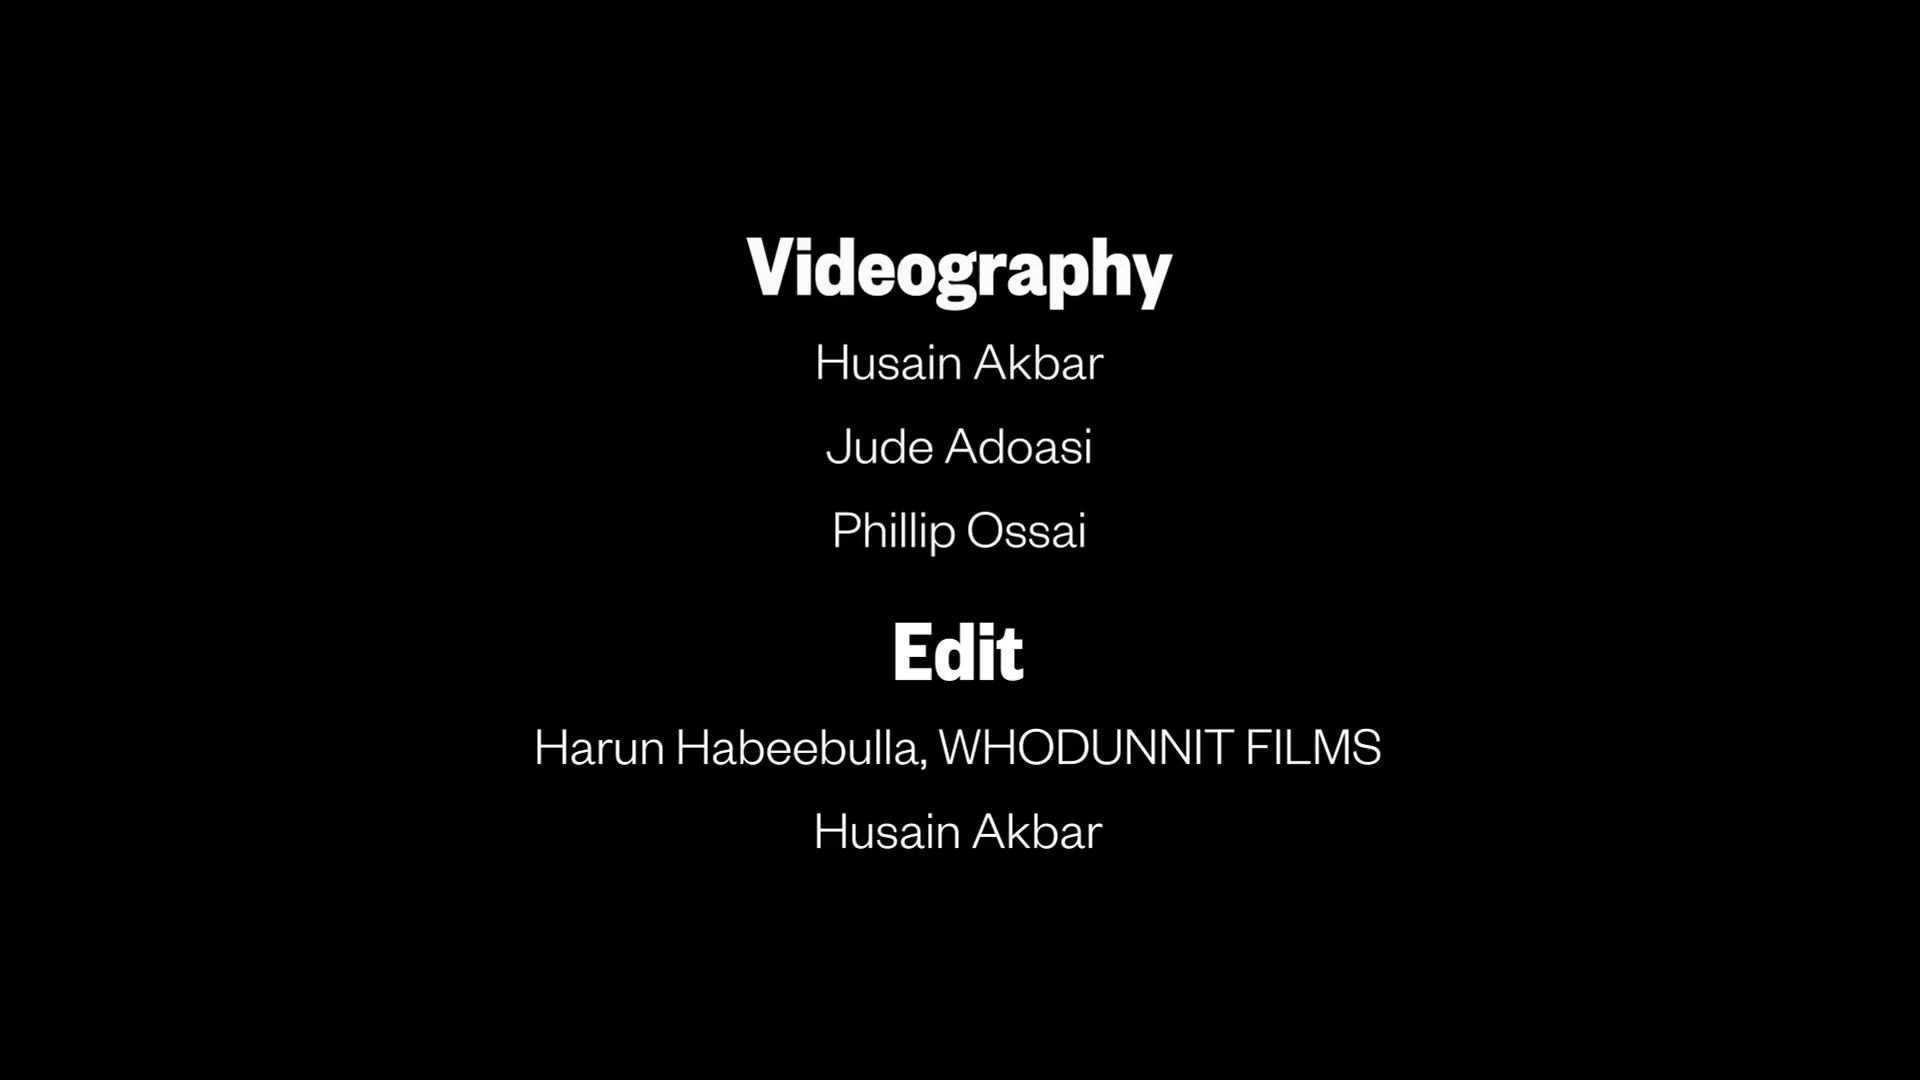 Videography
Husain Akbar
Jude Adoasi
Phillip Ossai
Edit
Harun Habeebulla, WHODUNNIT FILMS
Husain Akbar